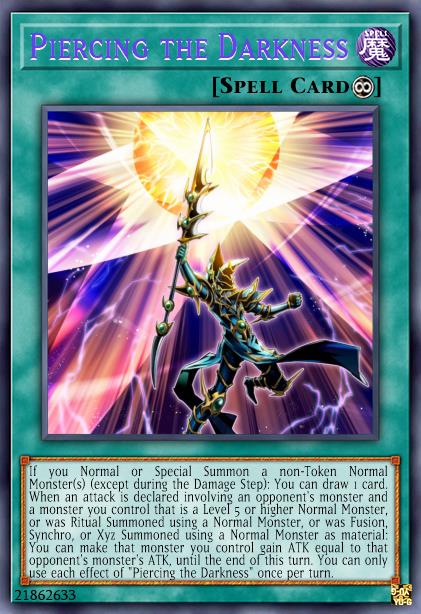 Piercing the Darkness
SPELL
魔
[Spell Card]
If you Normal or Special Summon a non-Token Normal
Monster(s) (except during the Damage Step): You can draw 1 card.
When an attack is declared involving an opponent's monster and
a monster you control that is a Level 5 or higher Normal Monster,
or was Ritual Summoned using a Normal Monster, or was Fusion,
Synchro, or Xyz Summoned using a Normal Monster as material:
You can make that monster you control gain ATK equal to that
opponent's monster's ATK, until the end of this turn. You can only
use each effect of "Piercing the Darkness" once per turn.
21862633